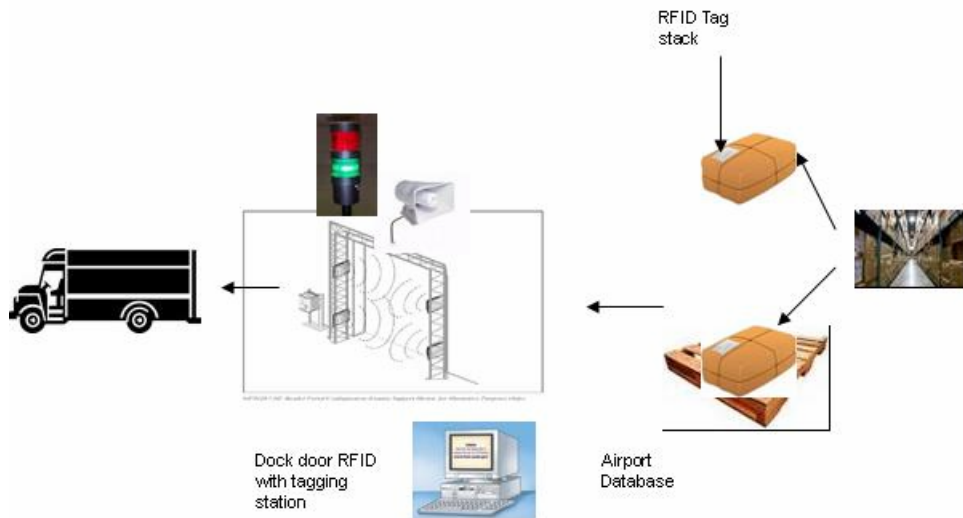 RFID Tag
stack
Dock door RFID
with tagging
station
Airport
Database